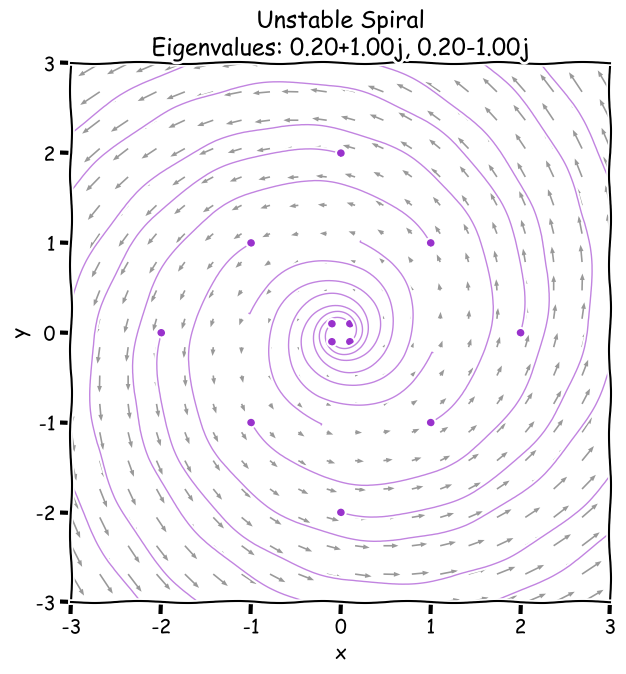 Unstable Spiral
Eigenvalues: 0.20+1.00j, 0.20-1.00j
3
2
1
0
-1
-2
-3
y
-3 -2 -1 0 1 2 3
x